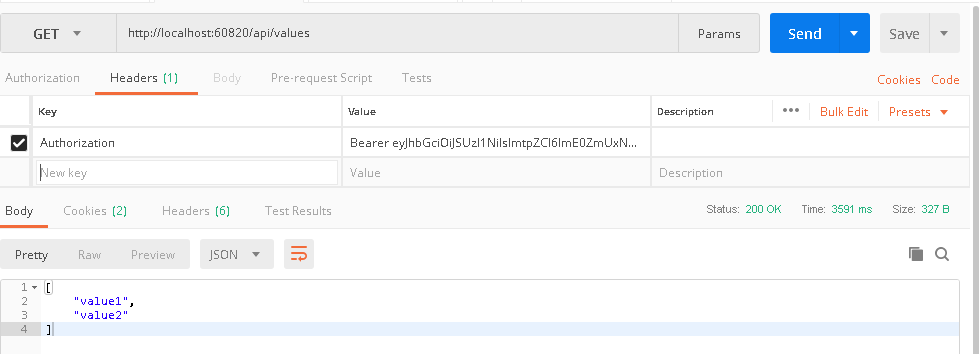 GET http://localhost:60820/api/values Params Send Save
Authorization Headers (1) Body Pre-request Script Tests Cookies Code
Key Value Description ••• Bulk Edit Presets
Authorization Bearer eyJhbGciOiJSUzI1NiIsImtpZCI6ImE0ZmUxN...
New key Value Description
Body Cookies (2) Headers (6) Test Results Status: 200 OK Time: 3591 ms Size: 327 B
Pretty Raw Preview JSON
1 [
2 "value1",
3 "value2"
4 ]